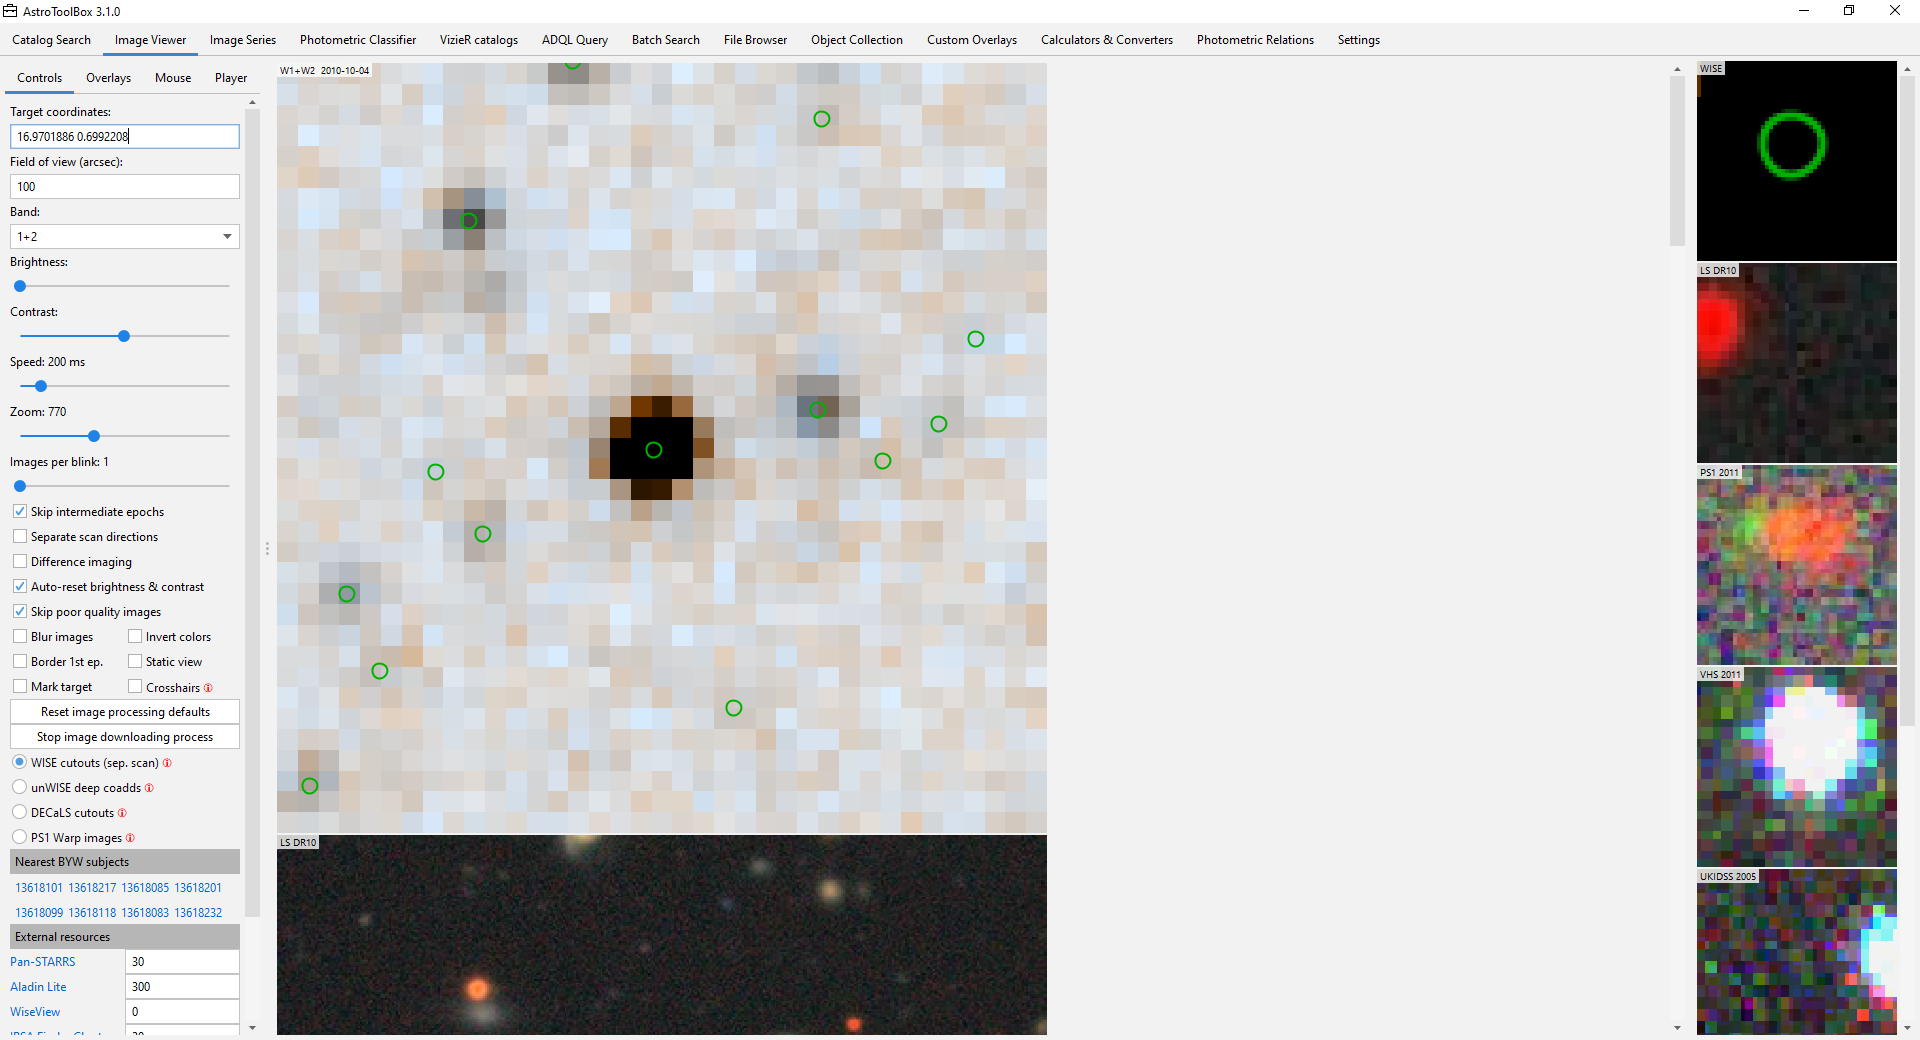 AstroToolBox 3.1.0
Catalog Search Image Viewer Image Series Photometric Classifier VizieR catalogs ADQL Query Batch Search File Browser Object Collection Custom Overlays Calculators & Converters Photometric Relations Settings
Controls Overlays Mouse Player
Target coordinates:
16.9701886 0.6992208
Field of view (arcsec):
100
Band:
1+2
Brightness:
Contrast:
Speed: 200 ms
Zoom: 770
Images per blink: 1
Skip intermediate epochs
Separate scan directions
Difference imaging
Auto-reset brightness & contrast
Skip poor quality images
Blur images Invert colors
Border 1st ep. Static view
Mark target Crosshairs
Reset image processing defaults
Stop image downloading process
WISE cutouts (sep. scan)
unWISE deep coadds
DECaLS cutouts
PS1 Warp images
Nearest BYW subjects
13618101 13618217 13618085 13618201
13618099 13618118 13618083 13618232
External resources
Pan-STARRS 30
Aladin Lite 300
WiseView 0
W1+W2 2010-10-04
LS DR10
WISE
LS DR10
PS1 2011
VHS 2011
UKIDSS 2005